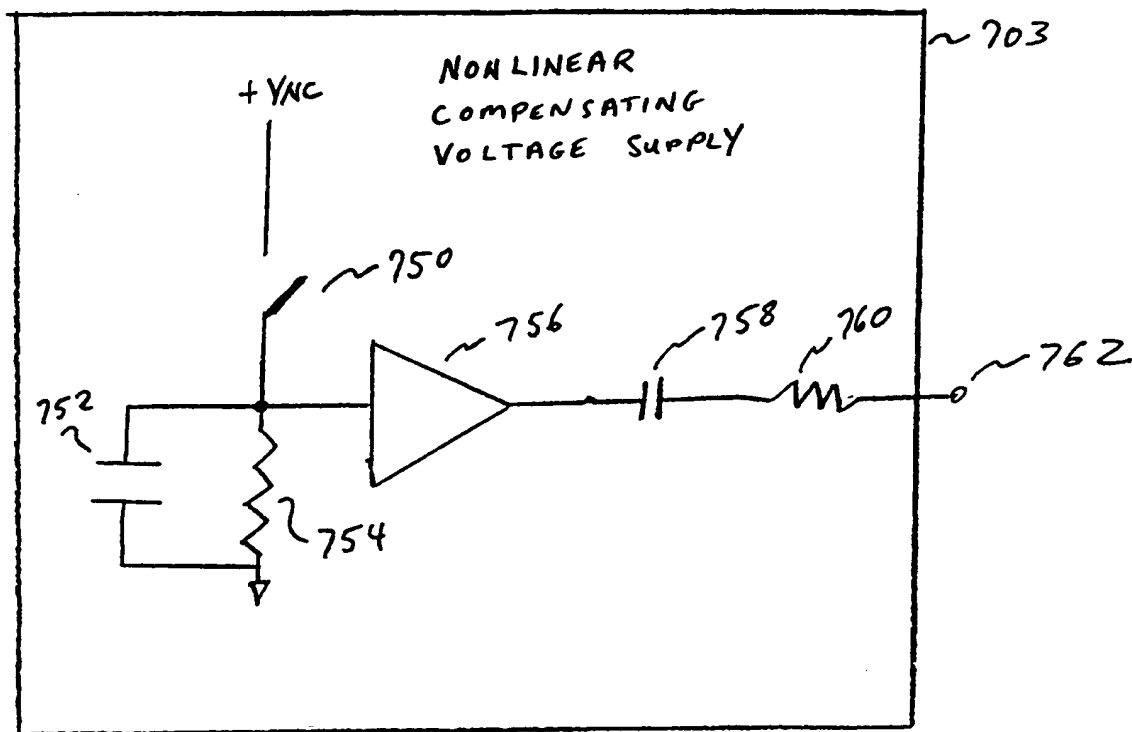 ~ 703
NONLINEAR
COMPENSATING
VOLTAGE SUPPLY
+ VNC
~ 750
756
758
760
762
752
754